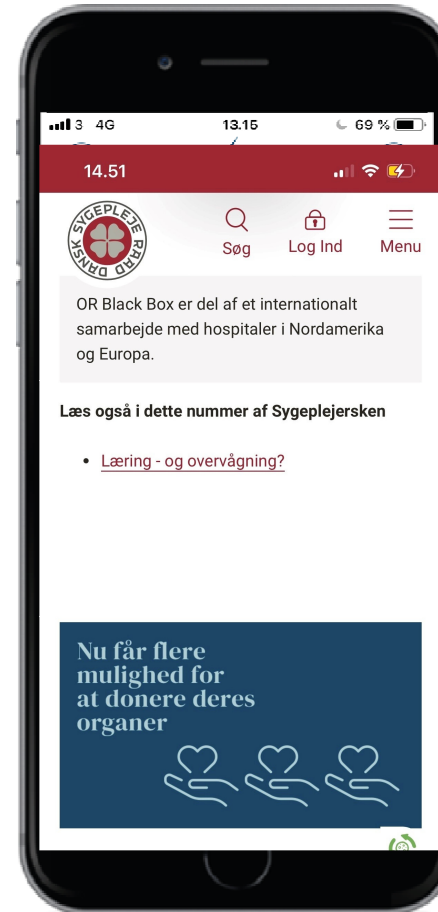 3 4G 13.15 69 %
14.51
SYGEPLEJERAAD DANSK
Søg Log Ind Menu
OR Black Box er del af et internationalt
samarbejde med hospitaler i Nordamerika
og Europa.
Læs også i dette nummer af Sygeplejersken
• Læring - og overvågning?
Nu får flere
mulighed for
at donere deres
organer